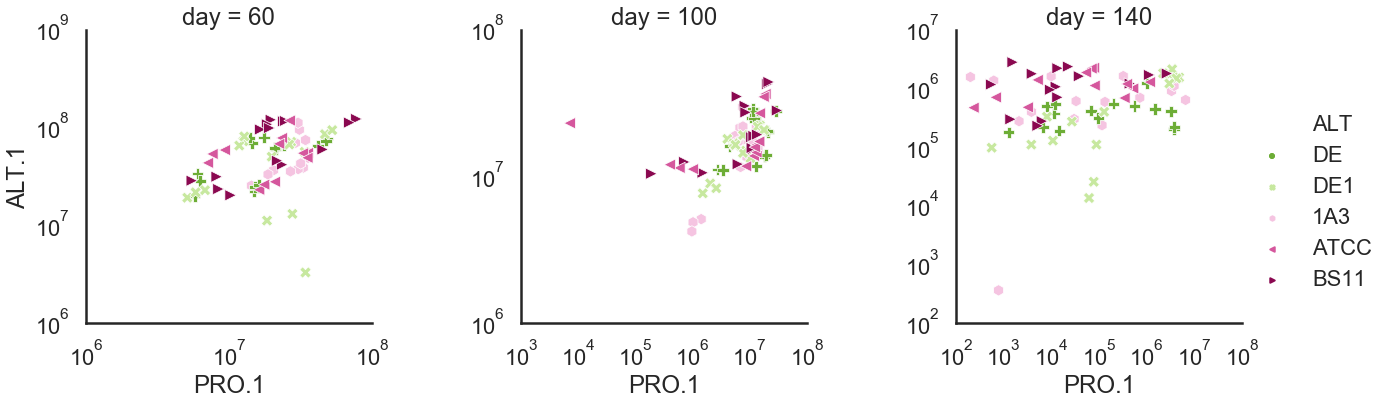 day = 60
day = 100
day = 140
ALT.1
10^9
10^8
10^7
10^6
10^6 10^7 10^8
PRO.1
10^8
10^7
10^6
10^3 10^4 10^5 10^6 10^7 10^8
PRO.1
10^7
10^6
10^5
10^4
10^3
10^2
10^2 10^3 10^4 10^5 10^6 10^7 10^8
PRO.1
ALT
DE
DE1
1A3
ATCC
BS11